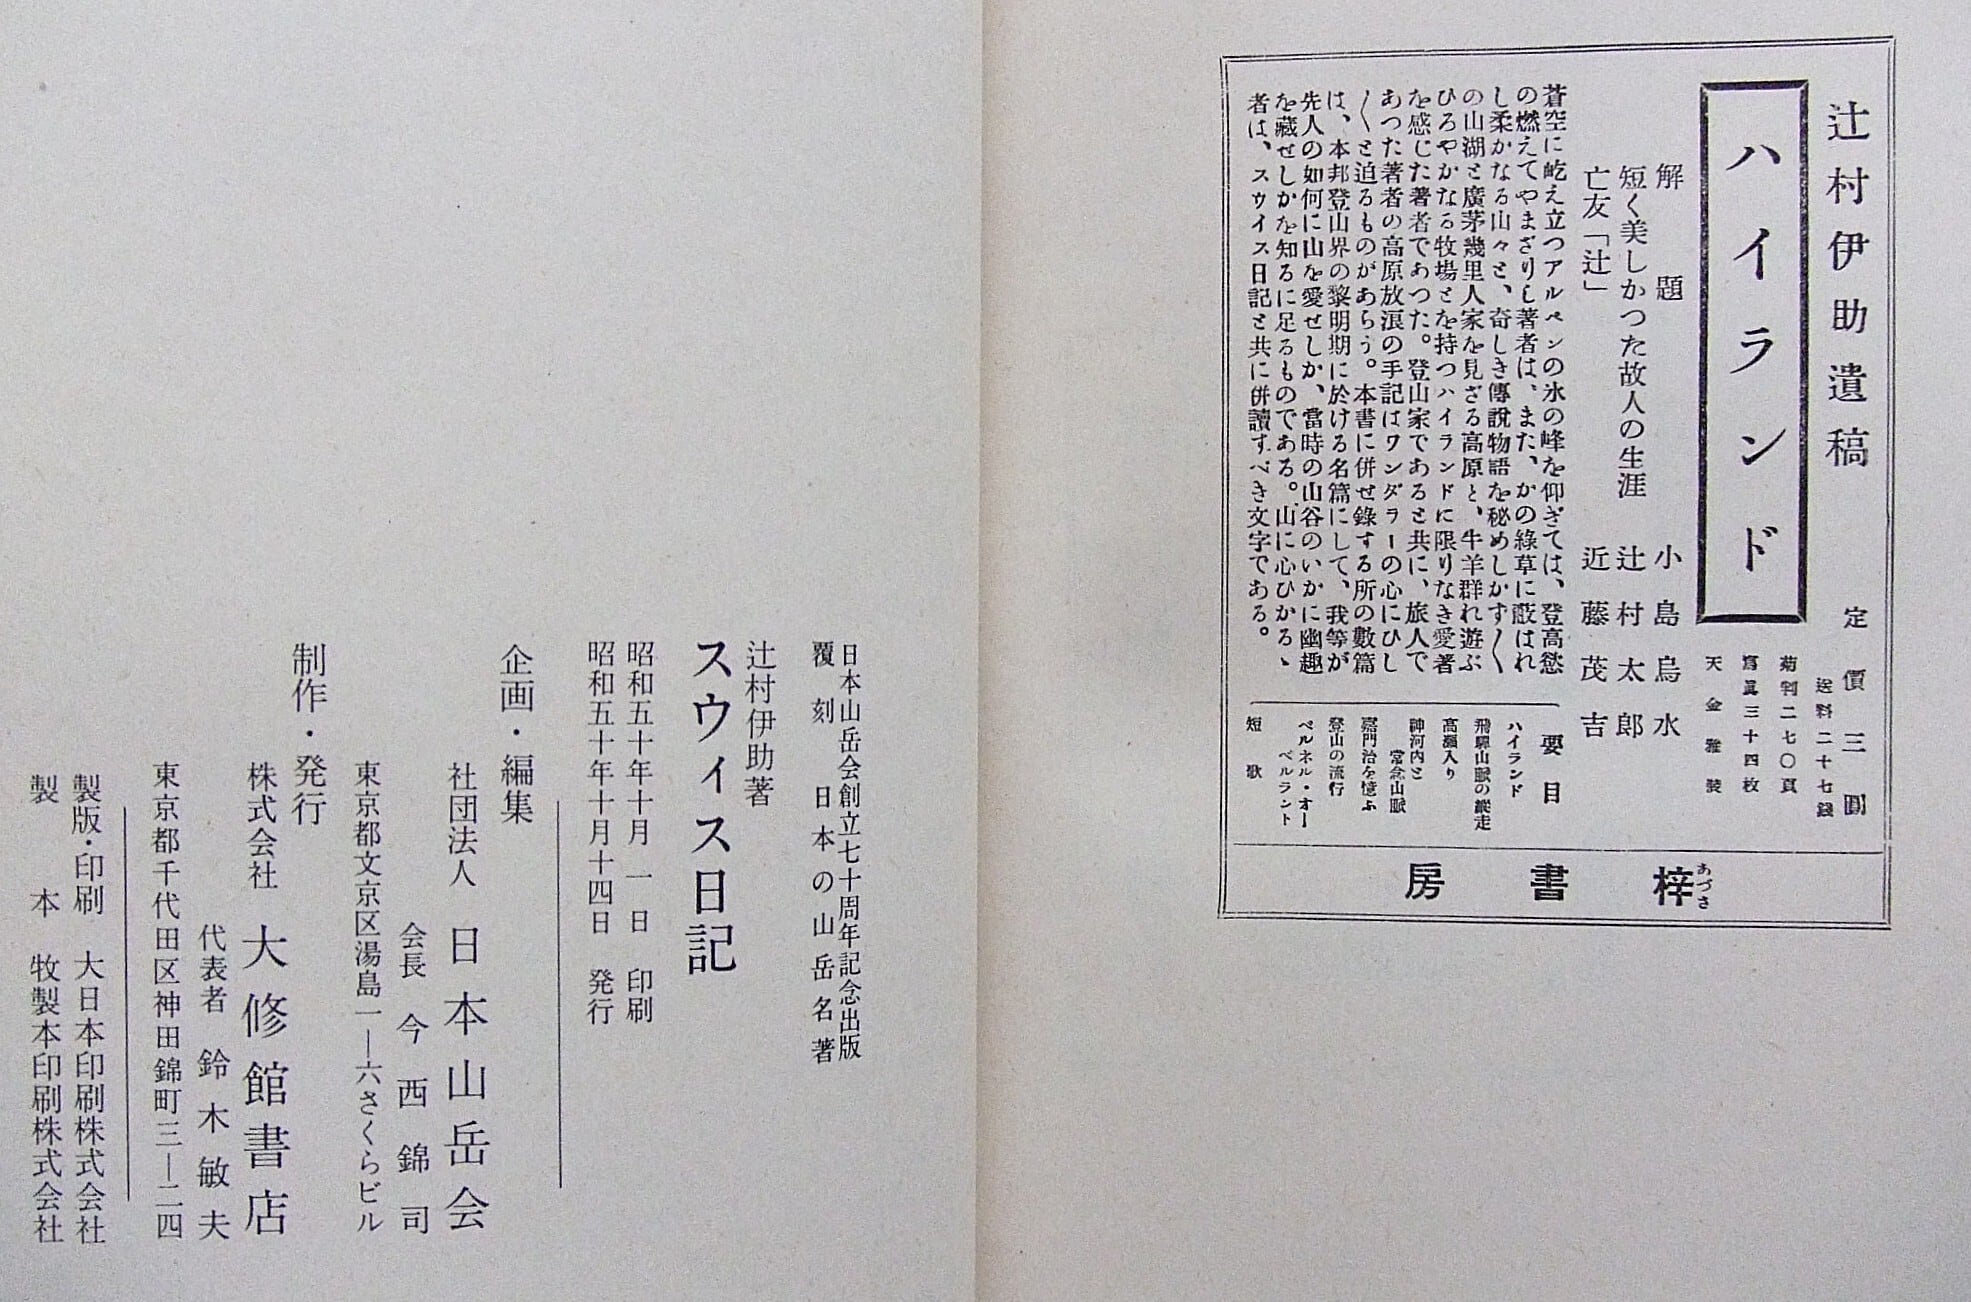 辻村伊助遺稿
定價三圓
送料二十七錢
ハイランド
菊判二七〇頁
寫眞三十四枚
天金雅裝
解題 小島烏水
短く美しかつた故人の生涯 辻村太郎
亡友「辻」 近藤茂吉
蒼空に屹え立つアルペンの氷の峰を仰ぎては、登高慾
の燃えてやまざりし著者は、また、かの綠草に蔽はれ
し柔かなる山々と、奇しき傳說物語を秘めしかず〱
の山湖と廣茅幾里人家を見ざる高原と、牛羊群れ遊ぶ
ひろやかなる牧場とを持つハイランドに限りなき愛著
を感じた著者であつた。登山家であると共に、旅人で
あつた著者の高原放浪の手記はワンダラーの心にひし
〱と迫るものがあらう。本書に併せ錄する所の數篇
は、本邦登山界の黎明期に於ける名篇にして、我等が
先人の如何に山を愛せしか、當時の山谷のいかに幽趣
を藏せしかを知るに足るものである。山に心ひかるゝ
者は、スウイス日記と共に併讀すべき文字である。
要目
ハイランド
飛驒山脈の縱走
高瀨入り
神河內と
常念山脈
嘉門治を憶ふ
登山の流行
ベルネル・オー
ベルラント
短歌
梓書房
あづさ
日本山岳会創立七十周年記念出版
覆刻 日本の山岳名著
辻村伊助著
スウィス日記
昭和五十年十月一日 印刷
昭和五十年十月十四日 発行
企画・編集
社団法人 日本山岳会
会長 今西錦司
東京都文京区湯島一―六さくらビル
制作・発行
株式会社 大修館書店
代表者 鈴木敏夫
東京都千代田区神田錦町三―二四
製版・印刷 大日本印刷株式会社
製本 牧製本印刷株式会社